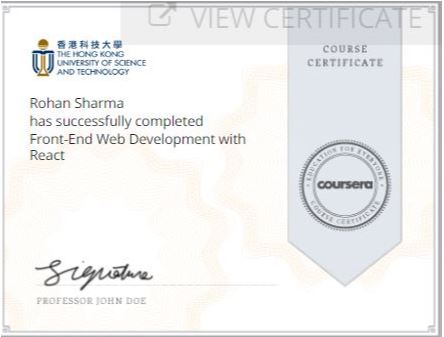 VIEW CERTIFICATE
COURSE
CERTIFICATE
香港科技大學
THE HONG KONG
UNIVERSITY OF SCIENCE
AND TECHNOLOGY
Rohan Sharma
has successfully completed
Front-End Web Development with
React
EDUCATION FOR EVERYONE
coursera
COURSE CERTIFICATE
Signature
PROFESSOR JOHN DOE